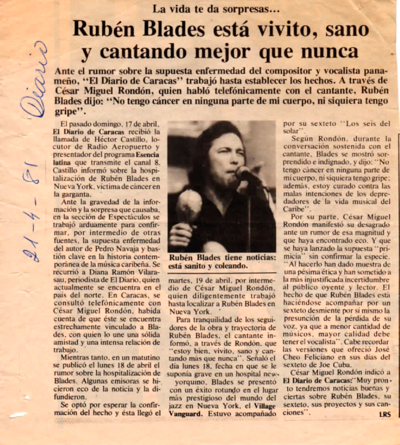 La vida te da sorpresas...
Rubén Blades está vivito, sano
y cantando mejor que nunca
Ante el rumor sobre la supuesta enfermedad del compositor y vocalista pana-
meño, "El Diario de Caracas" trabajó hasta establecer los hechos. A través de
César Miguel Rondón, quien habló telefónicamente con el cantante, Rubén
Blades dijo: "No tengo cáncer en ninguna parte de mi cuerpo, ni siquiera tengo
gripe".
El pasado domingo, 17 de abril,
El Diario de Caracas recibió la
llamada de Héctor Castillo, lo-
cutor de Radio Aeropuerto y
presentador del programa Esencia
latina que transmite el canal 8.
Castillo informó sobre la hospi-
talización de Rubén Blades en
Nueva York, víctima de cáncer en
la garganta.
Ante la gravedad de la infor-
mación y la sorpresa que causaba,
en la sección de Espectáculos se
trabajó arduamente para confir-
mar, por intermedio de otras
fuentes, la supuesta enfermedad
del autor de Pedro Navaja y bas-
tión clave en la historia contem-
poránea de la música caribeña. Se
recurrió a Diana Ramón Vilara-
sau, periodista de El Diario, quien
actualmente se encuentra en el
país del norte. En Caracas, se
consultó telefónicamente con
César Miguel Rondón, habida
cuenta de que éste se encuentra
estrechamente vinculado a Bla-
des, con quien lo une una sólida
amistad y una intensa relación de
trabajo.
Mientras tanto, en un matutino
se publicó el lunes 18 de abril el
rumor sobre la hospitalización de
Blades. Algunas emisoras se hi-
cieron eco de la noticia y la di-
fundieron.
Se optó por esperar la confir-
mación del hecho y ésta llegó el
Rubén Blades tiene noticias:
está sanito y coleando.
martes, 19 de abril, por interme-
dio de César Miguel Rondón,
quien diligentemente trabajó
hasta localizar a Rubén Blades en
Nueva York.
Para tranquilidad de los segui-
dores de la obra y trayectoria de
Rubén Blades, el cantante infor-
mó, a través de Rondón, que
"estoy bien, vivito, sano y can-
tando más que nunca". Señaló el
día lunes 18, fecha en que se le
suponía grave en un hospital new-
yorquino, Blades se presentó con
un éxito rotundo en el lugar
más prestigioso del mundo del
jazz en Nueva York, el Village
Vanguard. Estuvo acompañado
por su sexteto "Los seis del
solar".
Según Rondón, durante la
conversación sostenida con el
cantante, Blades se mostró sor-
prendido e indignado, y dijo: "No
tengo cáncer en ninguna parte de
mi cuerpo, ni siquiera tengo gripe;
además, estoy curado contra las
malas intenciones de los depre-
dadores de la vida musical del
Caribe".
Por su parte, César Miguel
Rondón manifestó su desagrado
ante un rumor de esa magnitud y
que haya encontrado eco. Y que
se haya lanzado la supuesta "pri-
micia" sin confirmar la especie.
"Al hacerlo han dado muestra de
una pésima ética y han sometido a
la más injustificada incertidumbre
al público oyente y lector. El
hecho de que Rubén Blades está
haciéndose acompañar por un
sexteto desmiente por sí mismo la
presunción de la pérdida de su
voz, ya que a menor cantidad de
músicos, mayor calidad debe
tener el vocalista". Cabe recordar
las versiones que ofreció José
Cheo Feliciano en sus días del
sexteto de Joe Cuba.
César Miguel Rondón indicó a
El Diario de Caracas: "Muy pron-
to tendremos noticias buenas y
ciertas sobre Rubén Blades, su
sexteto, sus proyectos y sus can-
ciones".
LRS
Diario
21-4-81